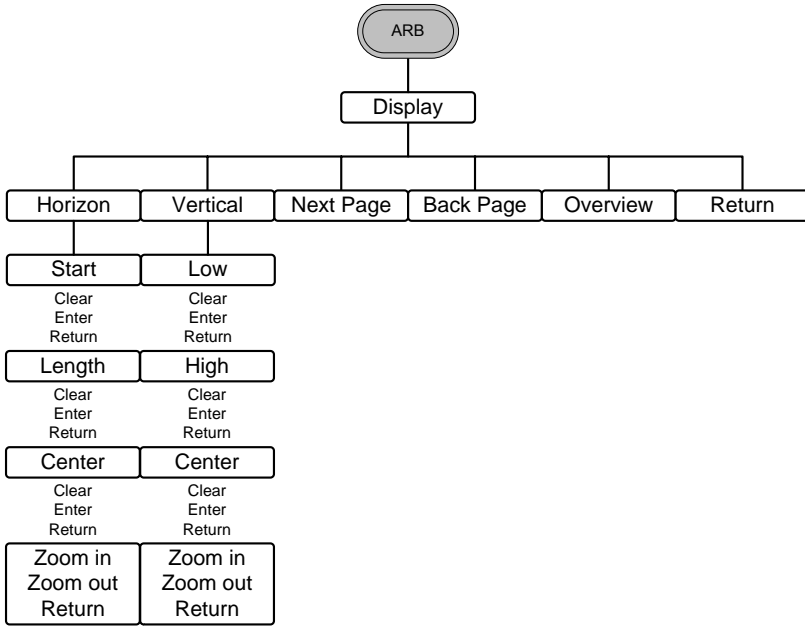 ARB
Display
Horizon Vertical Next Page Back Page Overview Return
Start Low
Clear Clear
Enter Enter
Return Return
Length High
Clear Clear
Enter Enter
Return Return
Center Center
Clear Clear
Enter Enter
Return Return
Zoom in Zoom in
Zoom out Zoom out
Return Return